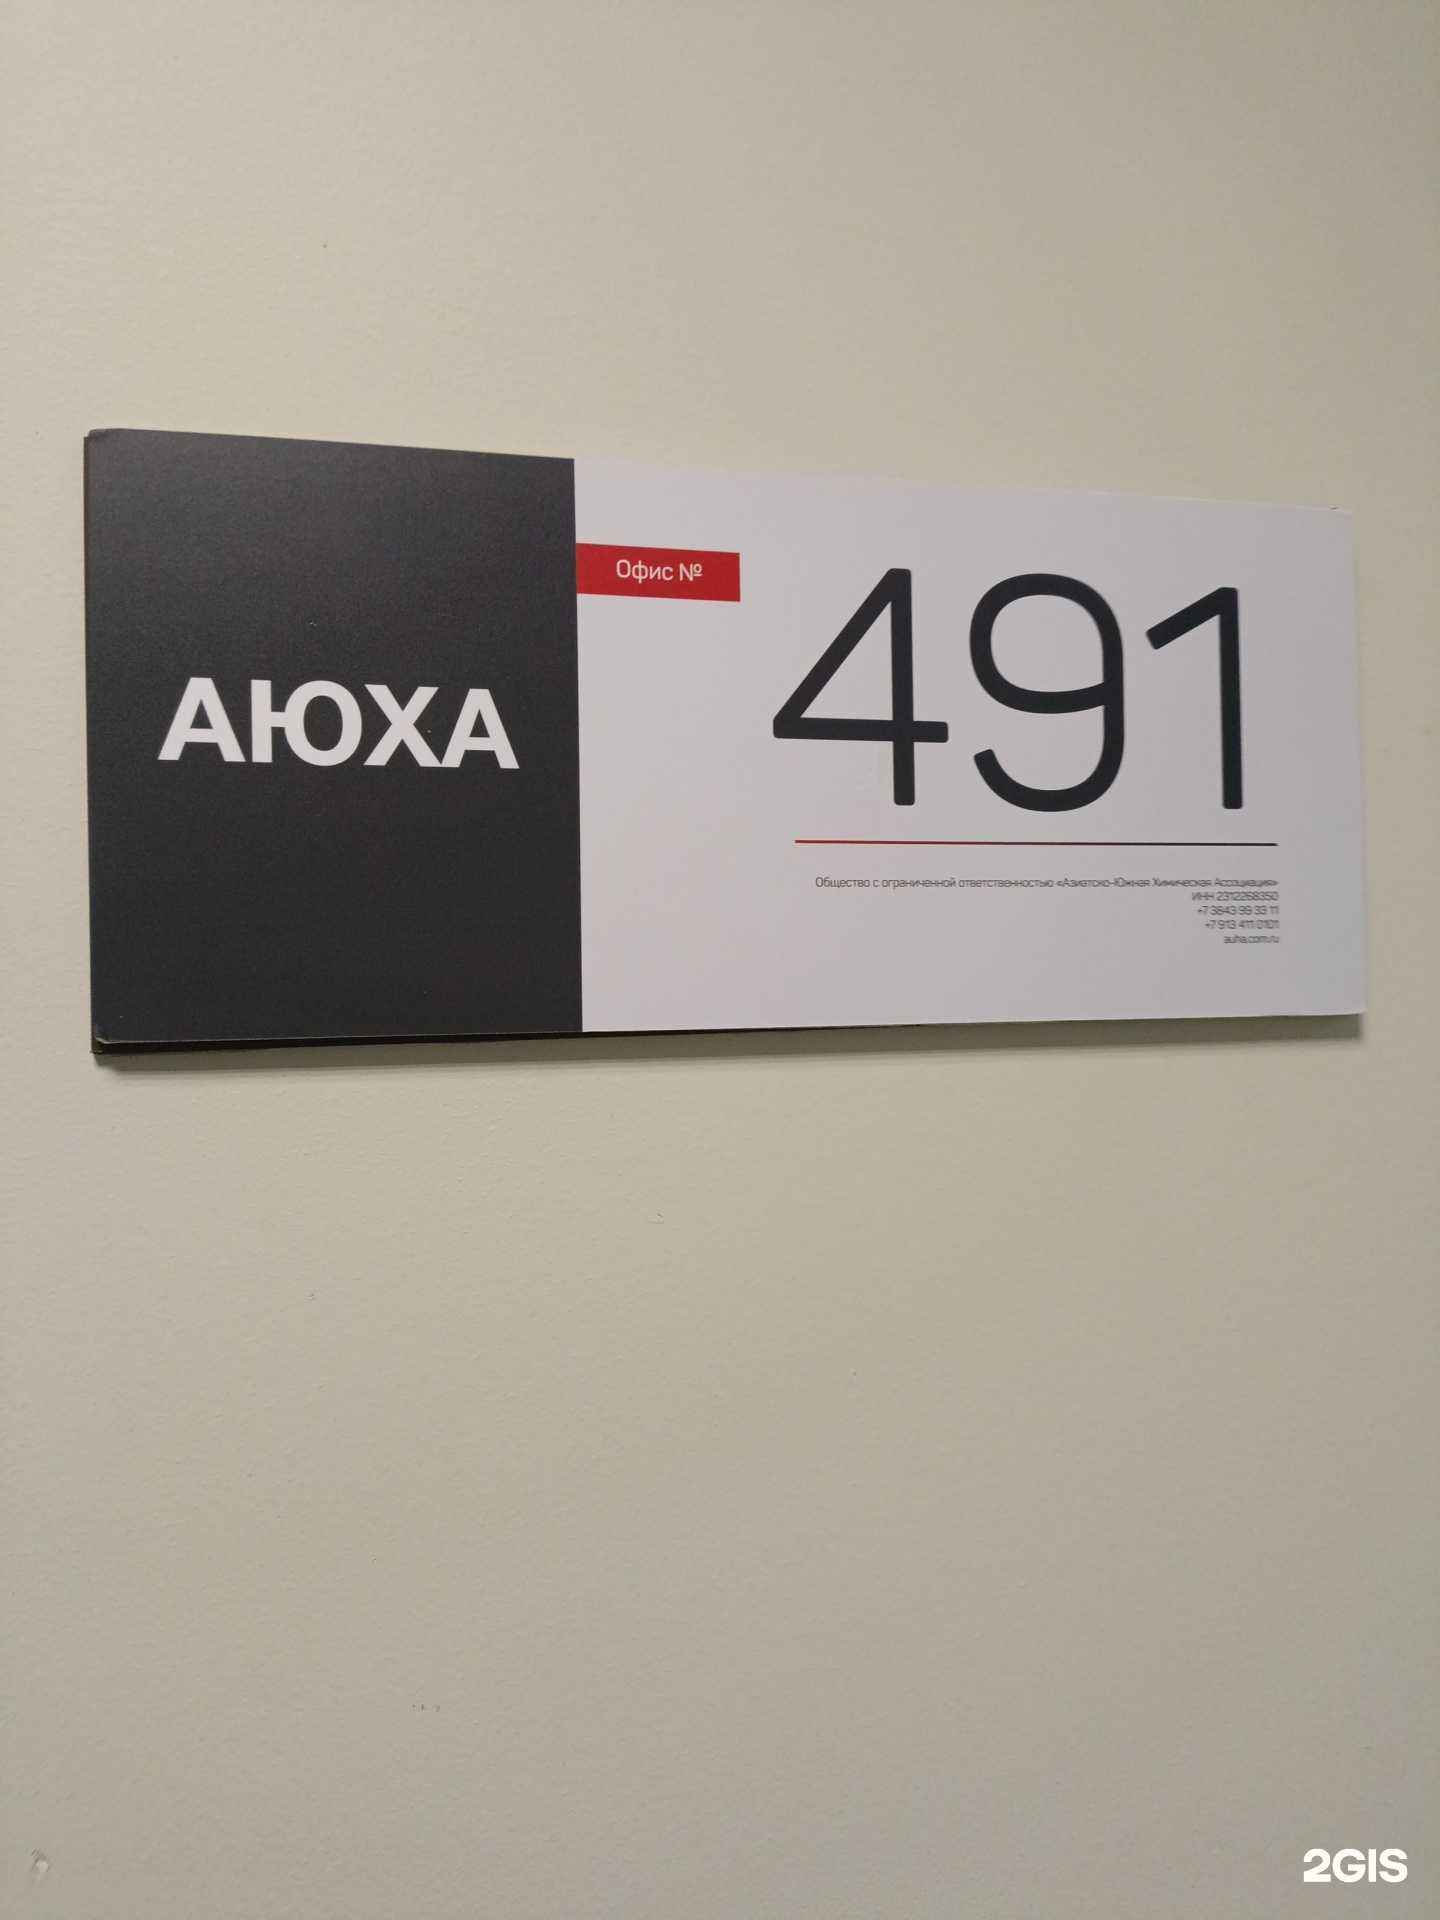 АЮХА
Офис №
491
Общество с ограниченной ответственностью «Азиатско-Южная Химическая Ассоциация»
ИНН 2312268350
+7 3843 99 33 11
+7 913 411 0101
auha.com.ru
2GIS